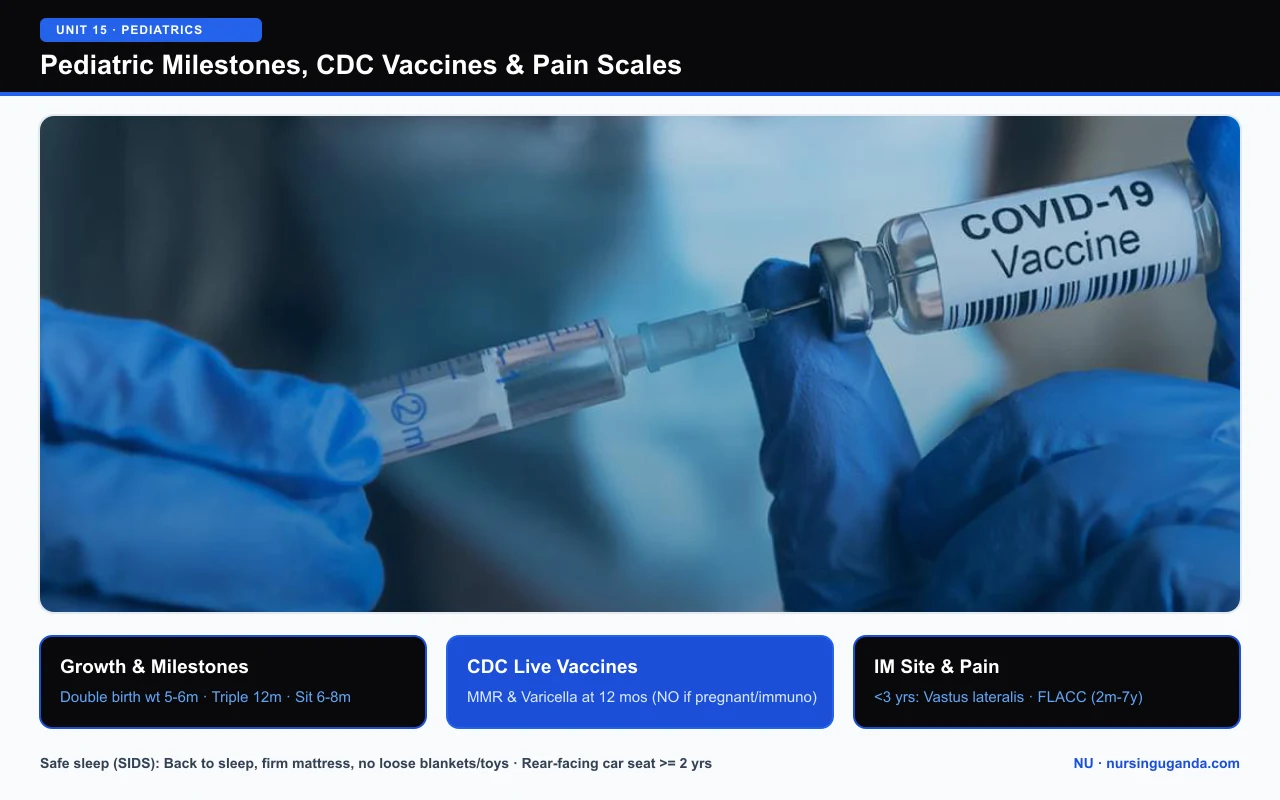 UNIT 15 · PEDIATRICS
Pediatric Milestones, CDC Vaccines & Pain Scales
COVID-19
Vaccine
1
2 ml
Growth & Milestones
Double birth wt 5-6m · Triple 12m · Sit 6-8m
CDC Live Vaccines
MMR & Varicella at 12 mos (NO if pregnant/immuno)
IM Site & Pain
<3 yrs: Vastus lateralis · FLACC (2m-7y)
Safe sleep (SIDS): Back to sleep, firm mattress, no loose blankets/toys · Rear-facing car seat >= 2 yrs
NU · nursinguganda.com